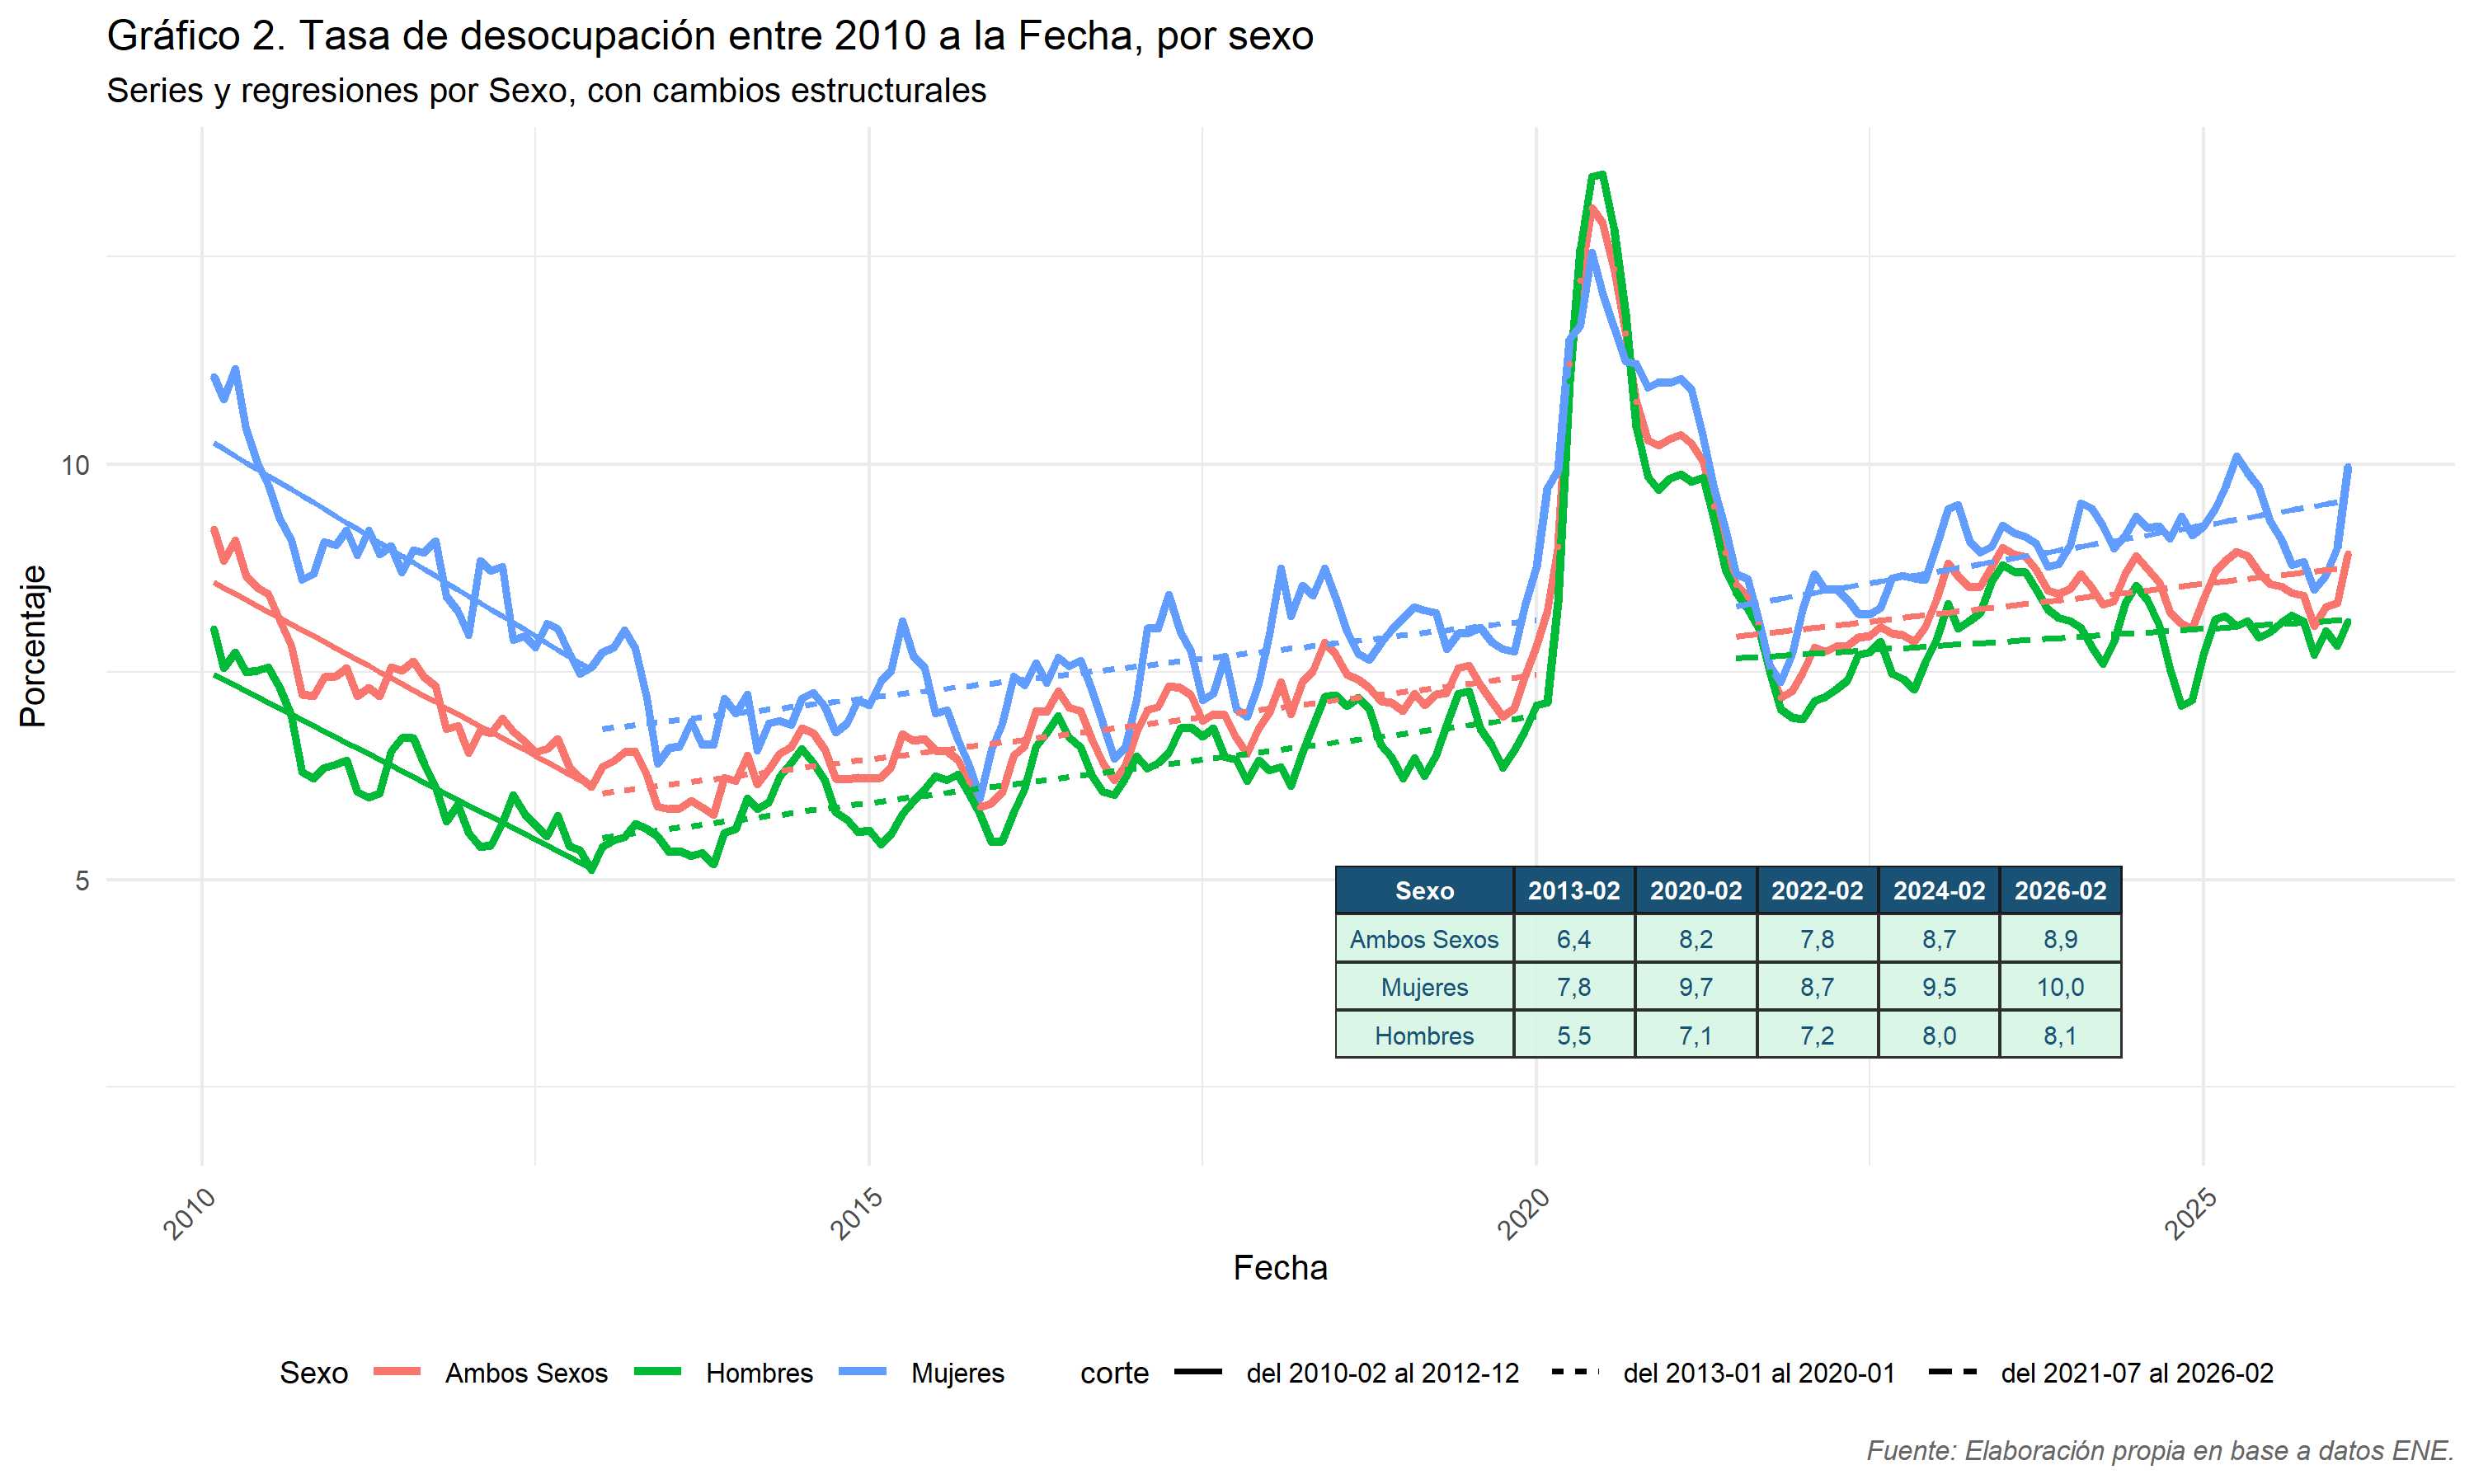 Gráfico 2. Tasa de desocupación entre 2010 a la Fecha, por sexo
Series y regresiones por Sexo, con cambios estructurales
Porcentaje
10
5
Sexo 2013-02 2020-02 2022-02 2024-02 2026-02
Ambos Sexos 6,4 8,2 7,8 8,7 8,9
Mujeres 7,8 9,7 8,7 9,5 10,0
Hombres 5,5 7,1 7,2 8,0 8,1
2010 2015 2020 2025
Fecha
Sexo Ambos Sexos Hombres Mujeres corte del 2010-02 al 2012-12 del 2013-01 al 2020-01 del 2021-07 al 2026-02
Fuente: Elaboración propia en base a datos ENE.